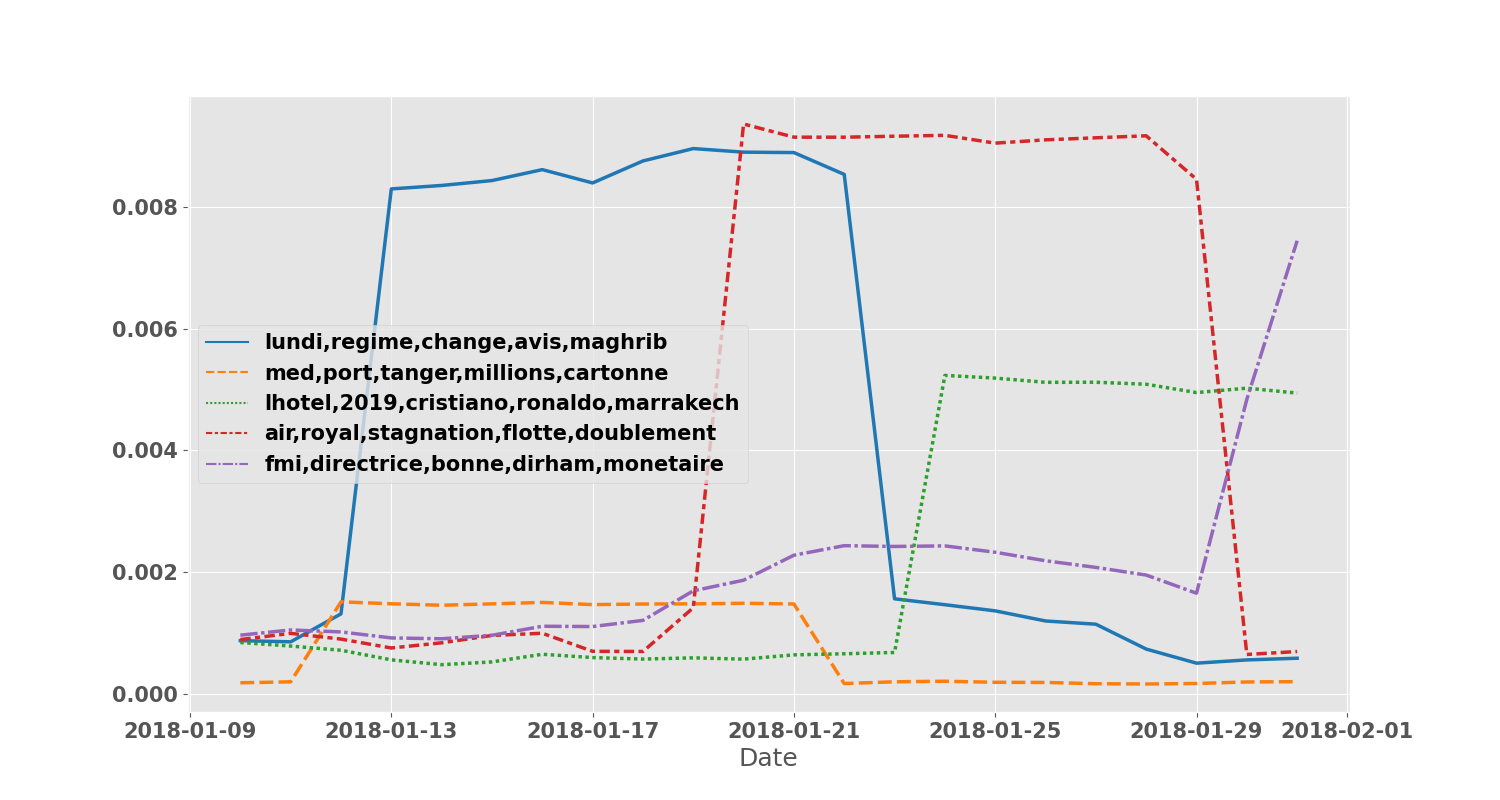 0.008
0.006
0.004
0.002
0.000
lundi,regime,change,avis,maghrib
med,port,tanger,millions,cartonne
lhotel,2019,cristiano,ronaldo,marrakech
air,royal,stagnation,flotte,doublement
fmi,directrice,bonne,dirham,monetaire
2018-01-09 2018-01-13 2018-01-17 2018-01-21 2018-01-25 2018-01-29 2018-02-01
Date